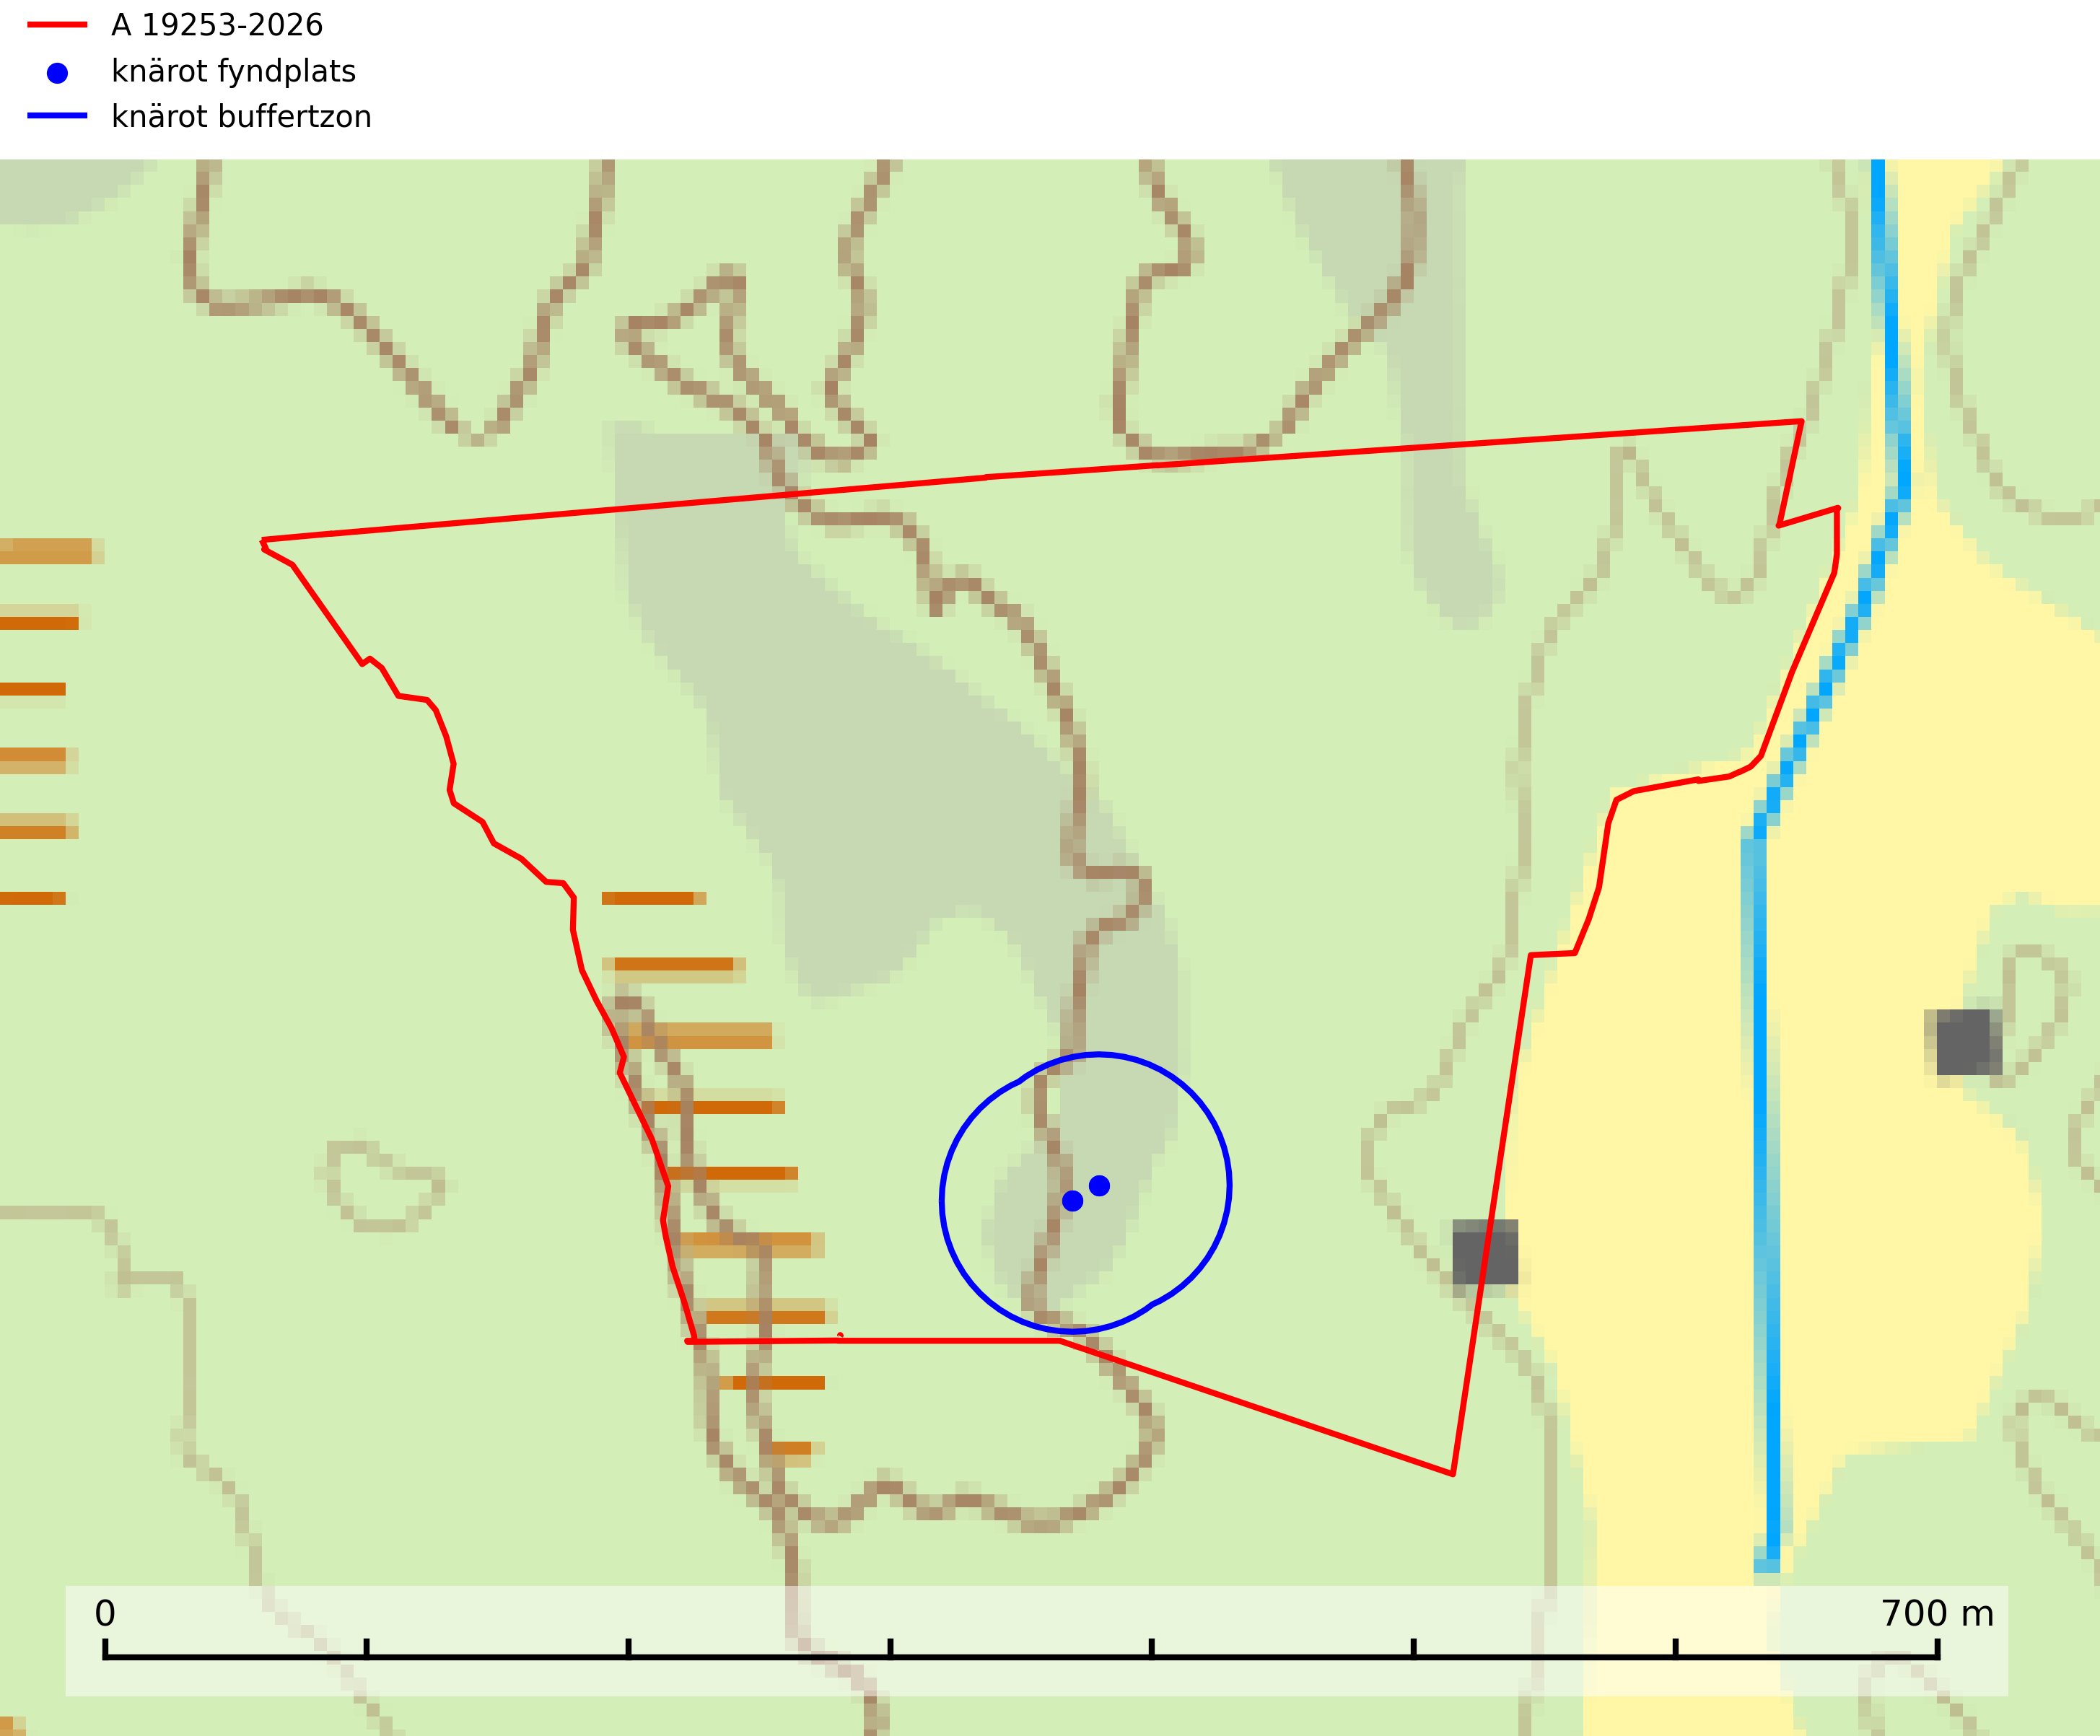 A 19253-2026
knärot fyndplats
knärot buffertzon
0
700 m